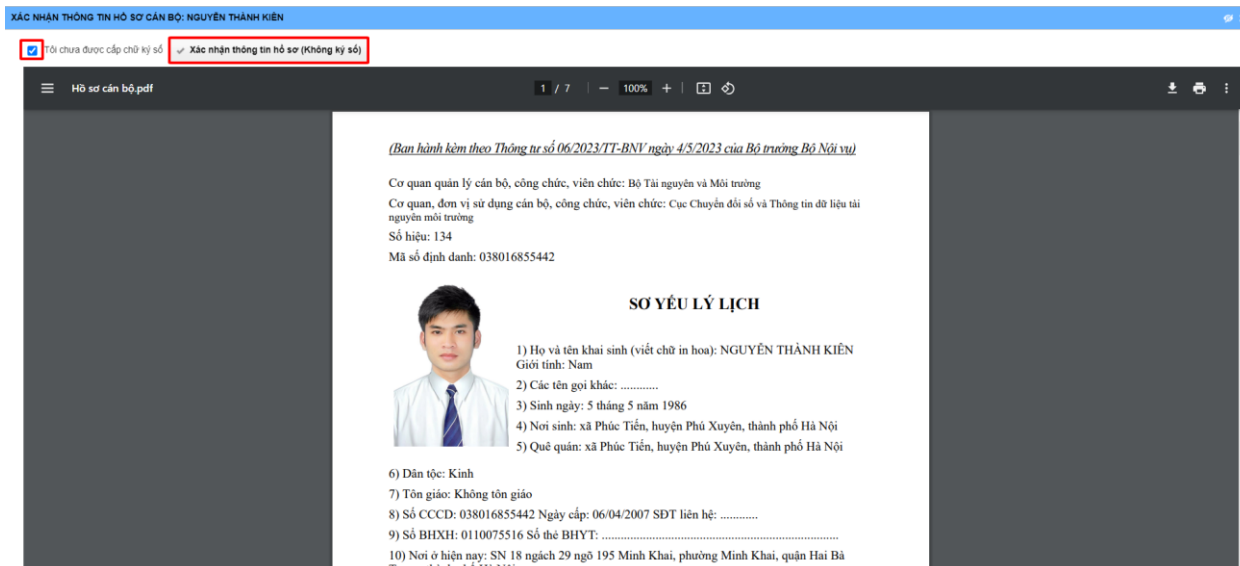 XÁC NHẬN THÔNG TIN HỒ SƠ CÁN BỘ: NGUYỄN THÀNH KIÊN
Tôi chưa được cấp chữ ký số Xác nhận thông tin hồ sơ (Không ký số)
Hồ sơ cán bộ.pdf 1 / 7 100%
(Ban hành kèm theo Thông tư số 06/2023/TT-BNV ngày 4/5/2023 của Bộ trưởng Bộ Nội vụ)
Cơ quan quản lý cán bộ, công chức, viên chức: Bộ Tài nguyên và Môi trường
Cơ quan, đơn vị sử dụng cán bộ, công chức, viên chức: Cục Chuyển đổi số và Thông tin dữ liệu tài
nguyên môi trường
Số hiệu: 134
Mã số định danh: 038016855442
SƠ YẾU LÝ LỊCH
1) Họ và tên khai sinh (viết chữ in hoa): NGUYỄN THÀNH KIÊN
Giới tính: Nam
2) Các tên gọi khác: ............
3) Sinh ngày: 5 tháng 5 năm 1986
4) Nơi sinh: xã Phúc Tiến, huyện Phú Xuyên, thành phố Hà Nội
5) Quê quán: xã Phúc Tiến, huyện Phú Xuyên, thành phố Hà Nội
6) Dân tộc: Kinh
7) Tôn giáo: Không tôn giáo
8) Số CCCD: 038016855442 Ngày cấp: 06/04/2007 SĐT liên hệ: ............
9) Số BHXH: 0110075516 Số thẻ BHYT: ........................................................................
10) Nơi ở hiện nay: SN 18 ngách 29 ngõ 195 Minh Khai, phường Minh Khai, quận Hai Bà